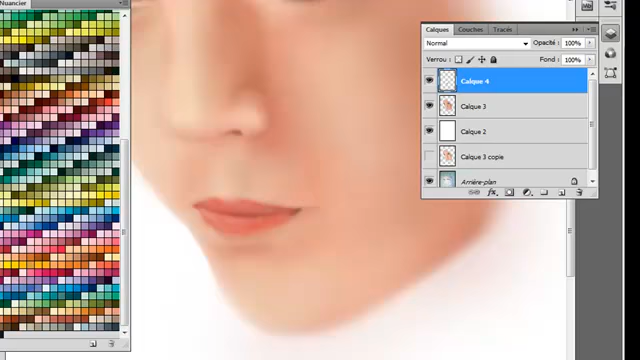 Nuancier
Calques Couches Tracés
Normal Opacité : 100%
Verrou : Fond : 100%
Calque 4
Calque 3
Calque 2
Calque 3 copie
Arrière-plan
fx